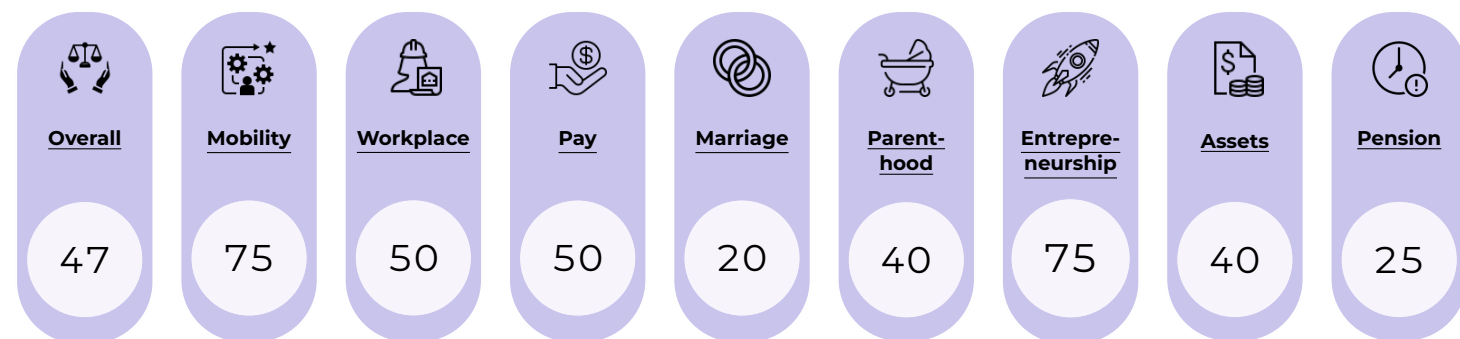 Overall
47
Mobility
75
Workplace
50
Pay
50
Marriage
20
Parent-
hood
40
Entrepre-
neurship
75
Assets
40
Pension
25